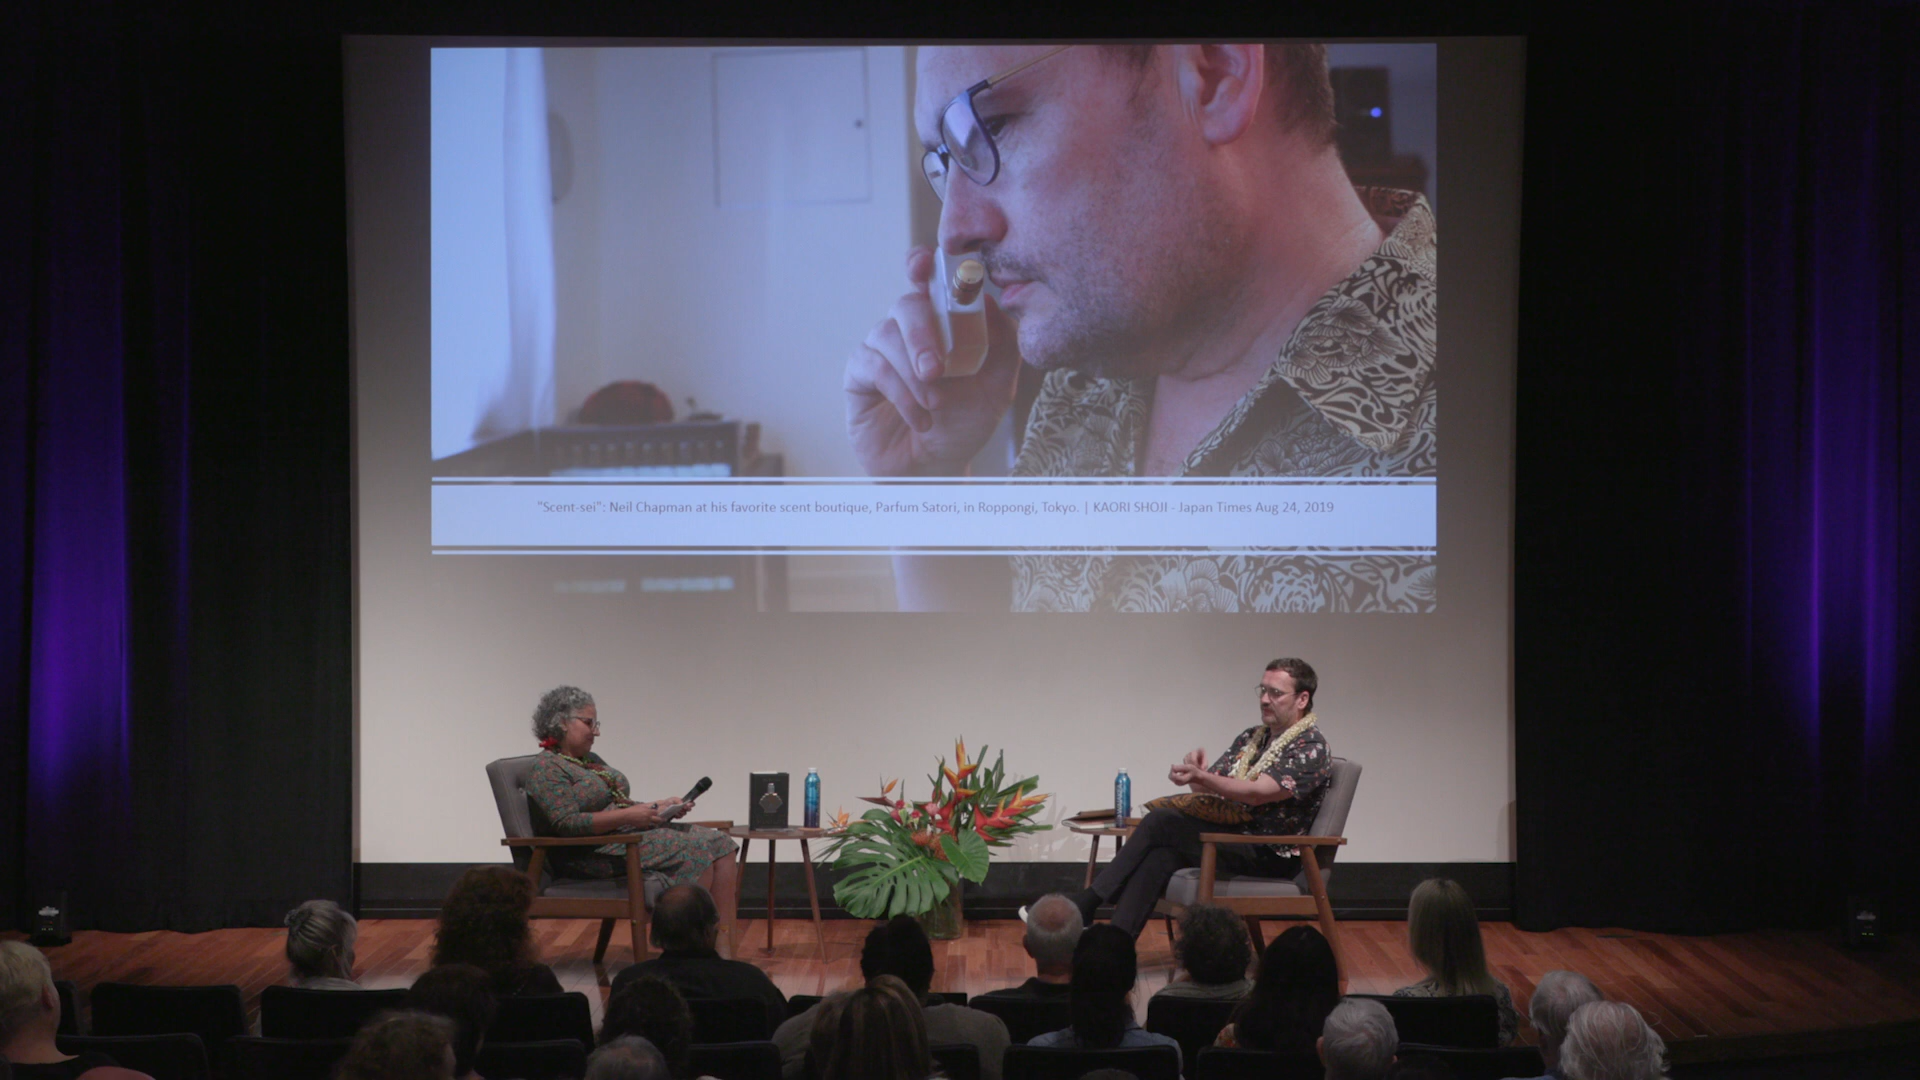 "Scent-sei": Neil Chapman at his favorite scent boutique, Parfum Satori, in Roppongi, Tokyo. | KAORI SHOJI - Japan Times Aug 24, 2019